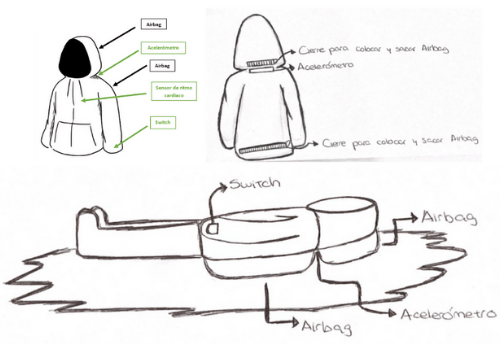 Airbag
Acelerómetro
Airbag
Sensor de ritmo
cardíaco
Switch
Cierre para colocar y sacar Airbag
Acelerómetro
Cierre para colocar y sacar Airbag
Switch
Airbag
Acelerómetro
Airbag